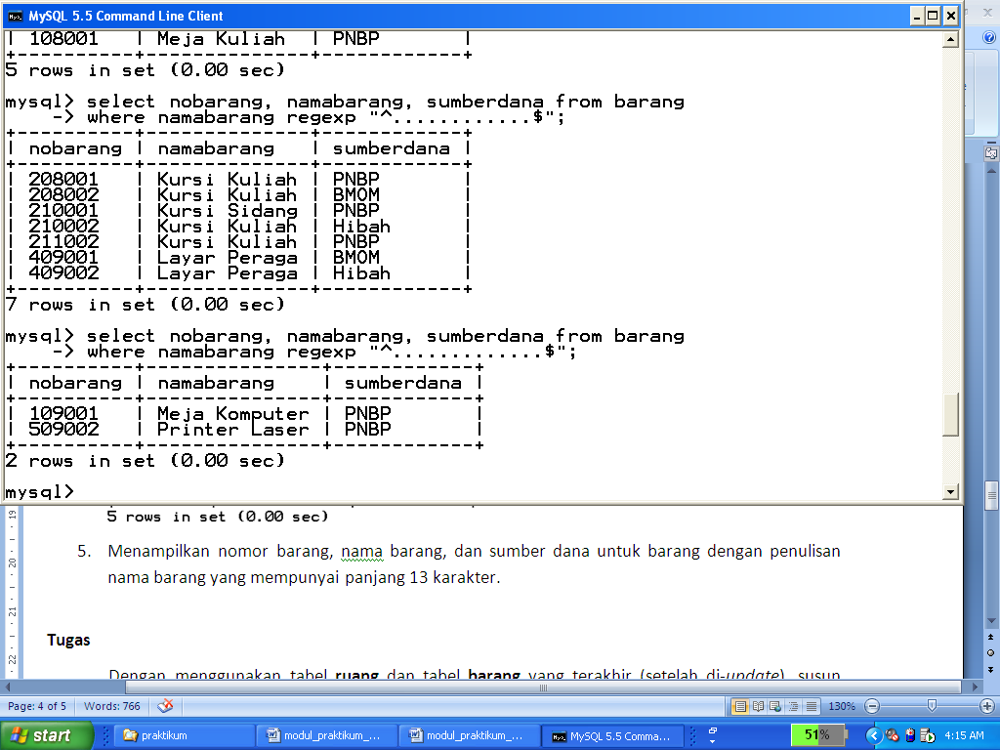 MySQL 5.5 Command Line Client
| 108001   | Meja Kuliah  | PNBP       |
+----------+--------------+------------+
5 rows in set (0.00 sec)
mysql> select nobarang, namabarang, sumberdana from barang
    -> where namabarang regexp "^............$";
+----------+--------------+------------+
| nobarang | namabarang   | sumberdana |
+----------+--------------+------------+
| 208001   | Kursi Kuliah | PNBP       |
| 208002   | Kursi Kuliah | BMOM       |
| 210001   | Kursi Sidang | PNBP       |
| 210002   | Kursi Kuliah | Hibah      |
| 211002   | Kursi Kuliah | PNBP       |
| 409001   | Layar Peraga | BMOM       |
| 409002   | Layar Peraga | Hibah      |
+----------+--------------+------------+
7 rows in set (0.00 sec)
mysql> select nobarang, namabarang, sumberdana from barang
    -> where namabarang regexp "^.............$";
+----------+---------------+------------+
| nobarang | namabarang    | sumberdana |
+----------+---------------+------------+
| 109001   | Meja Komputer | PNBP       |
| 509002   | Printer Laser | PNBP       |
+----------+---------------+------------+
2 rows in set (0.00 sec)
mysql>
5 rows in set (0.00 sec)
5. Menampilkan nomor barang, nama barang, dan sumber dana untuk barang dengan penulisan
nama barang yang mempunyai panjang 13 karakter.
Tugas
Dengan menggunakan tabel ruang dan tabel barang yang terakhir (setelah di-update), susun
19
20
21
22
Page: 4 of 5 Words: 766 130%
start praktikum modul_praktikum_... modul_praktikum_... MySQL 5.5 Comma... 51% 4:15 AM